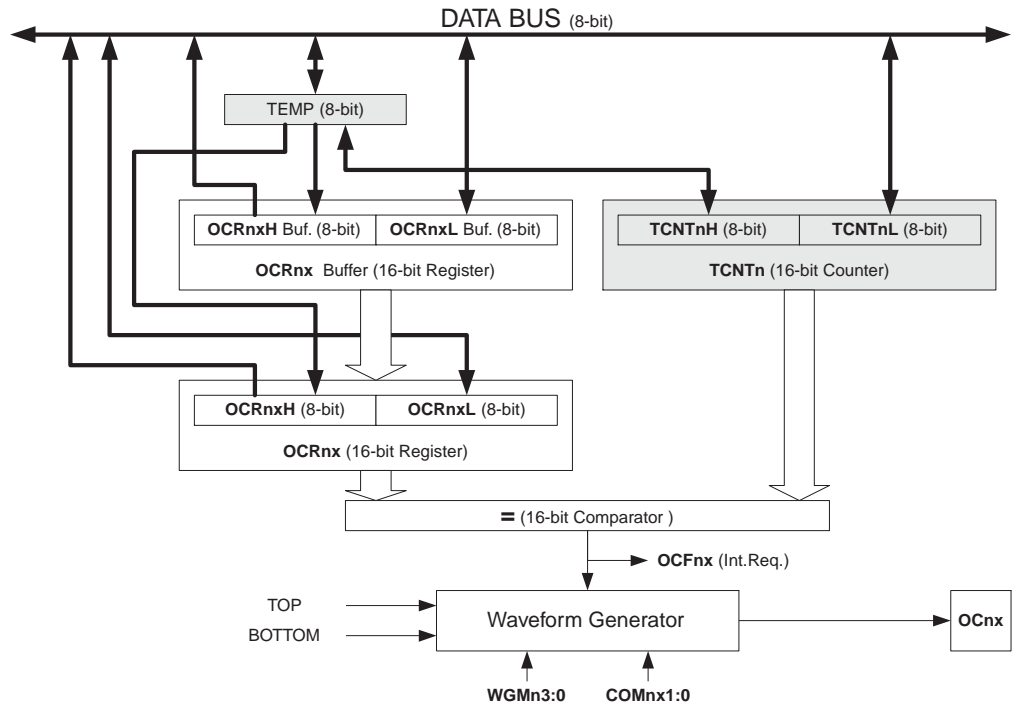 DATA BUS (8-bit)
TEMP (8-bit)
OCRnxH Buf. (8-bit)
OCRnxL Buf. (8-bit)
OCRnx Buffer (16-bit Register)
TCNTnH (8-bit)
TCNTnL (8-bit)
TCNTn (16-bit Counter)
OCRnxH (8-bit)
OCRnxL (8-bit)
OCRnx (16-bit Register)
= (16-bit Comparator )
OCFnx (Int.Req.)
TOP
BOTTOM
Waveform Generator
OCnx
WGMn3:0
COMnx1:0